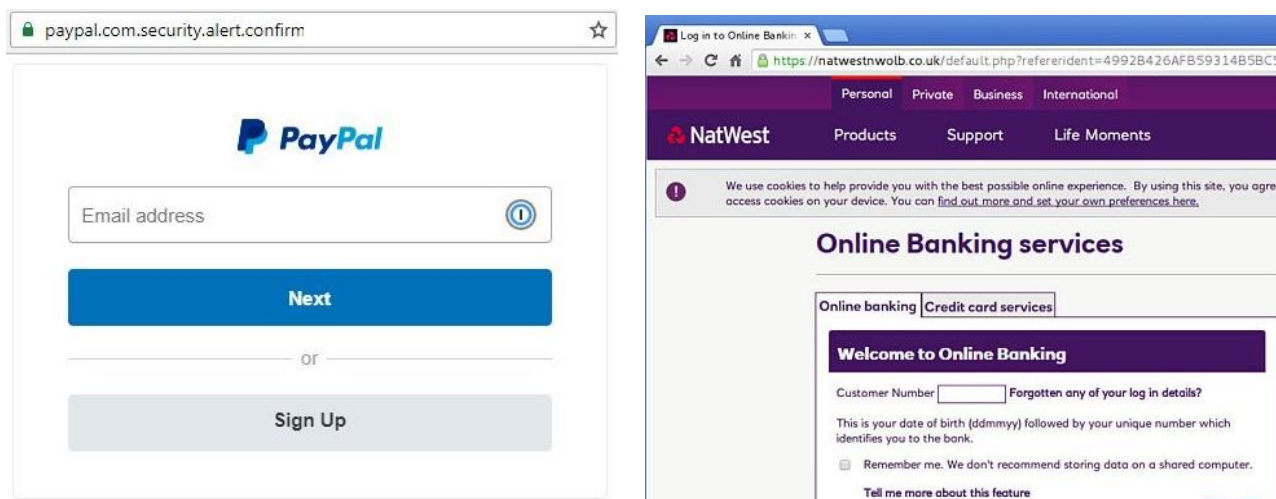 paypal.com.security.alert.confirm
PayPal
Email address
Next
or
Sign Up
Log in to Online Bankin
https://natwestnwolb.co.uk/default.php?refererident=4992B426AFB59314B5BC5
Personal Private Business International
NatWest Products Support Life Moments
We use cookies to help provide you with the best possible online experience. By using this site, you agre
access cookies on your device. You can find out more and set your own preferences here.
Online Banking services
Online banking Credit card services
Welcome to Online Banking
Customer Number Forgotten any of your log in details?
This is your date of birth (ddmmyy) followed by your unique number which
identifies you to the bank.
Remember me. We don't recommend storing data on a shared computer.
Tell me more about this feature